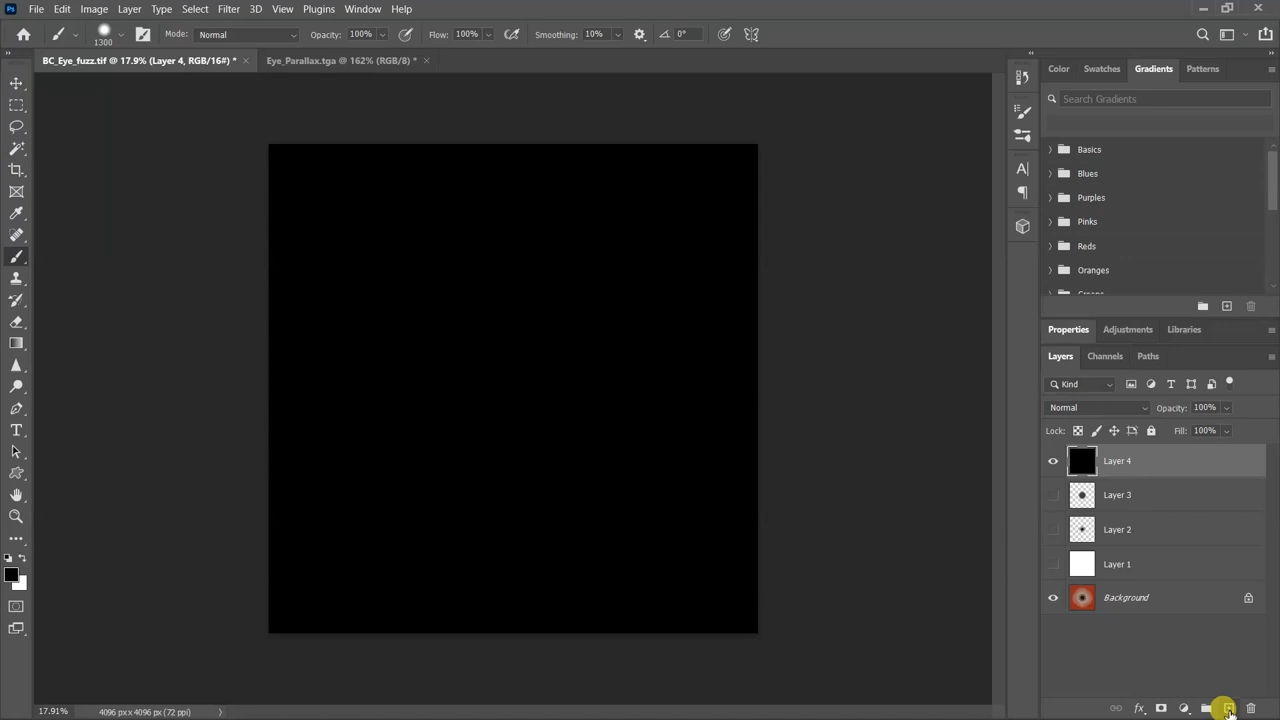 Ps File Edit Image Layer Type Select Filter 3D View Plugins Window Help
1300 Mode: Normal Opacity: 100% Flow: 100% Smoothing: 10% 0°
BC_Eye_fuzz.tif @ 17.9% (Layer 4, RGB/16#) * × Eye_Parallax.tga @ 162% (RGB/8) * ×
Color Swatches Gradients Patterns
Search Gradients
Basics
Blues
Purples
Pinks
Reds
Oranges
Greens
Properties Adjustments Libraries
Layers Channels Paths
Kind
Normal Opacity: 100%
Lock: Fill: 100%
Layer 4
Layer 3
Layer 2
Layer 1
Background
17.91% 4096 px x 4096 px (72 ppi)